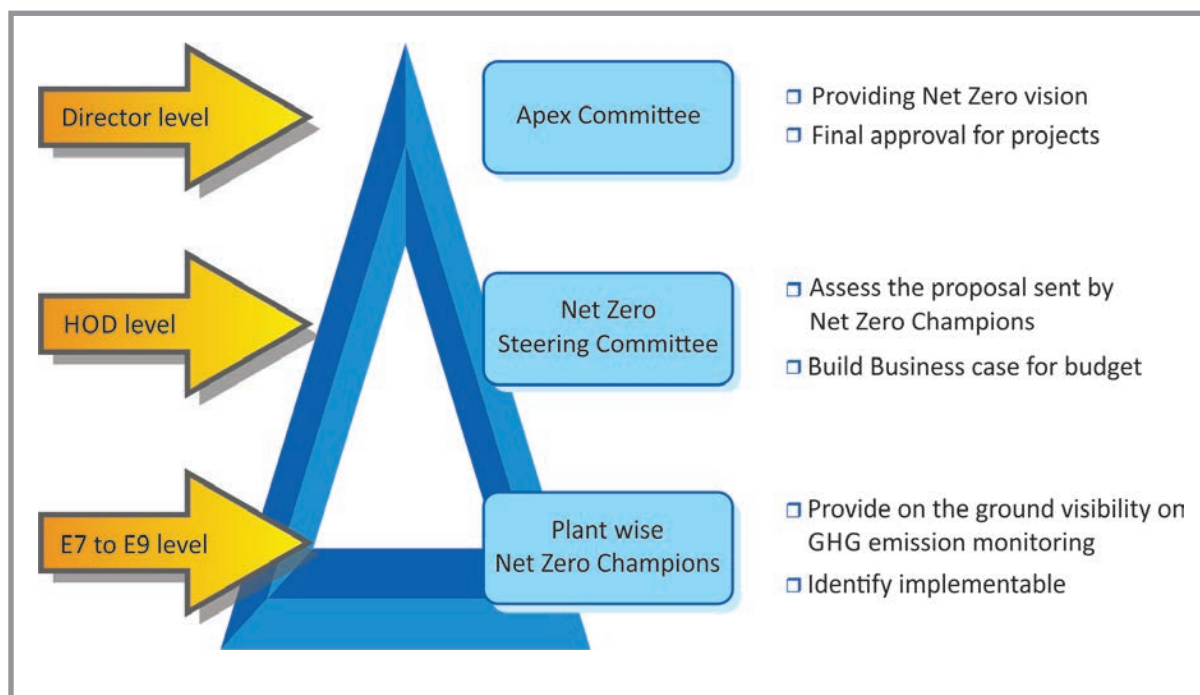 Director level
Apex Committee
❐ Providing Net Zero vision
❐ Final approval for projects
HOD level
Net Zero
Steering Committee
❐ Assess the proposal sent by
Net Zero Champions
❐ Build Business case for budget
E7 to E9 level
Plant wise
Net Zero Champions
❐ Provide on the ground visibility on
GHG emission monitoring
❐ Identify implementable